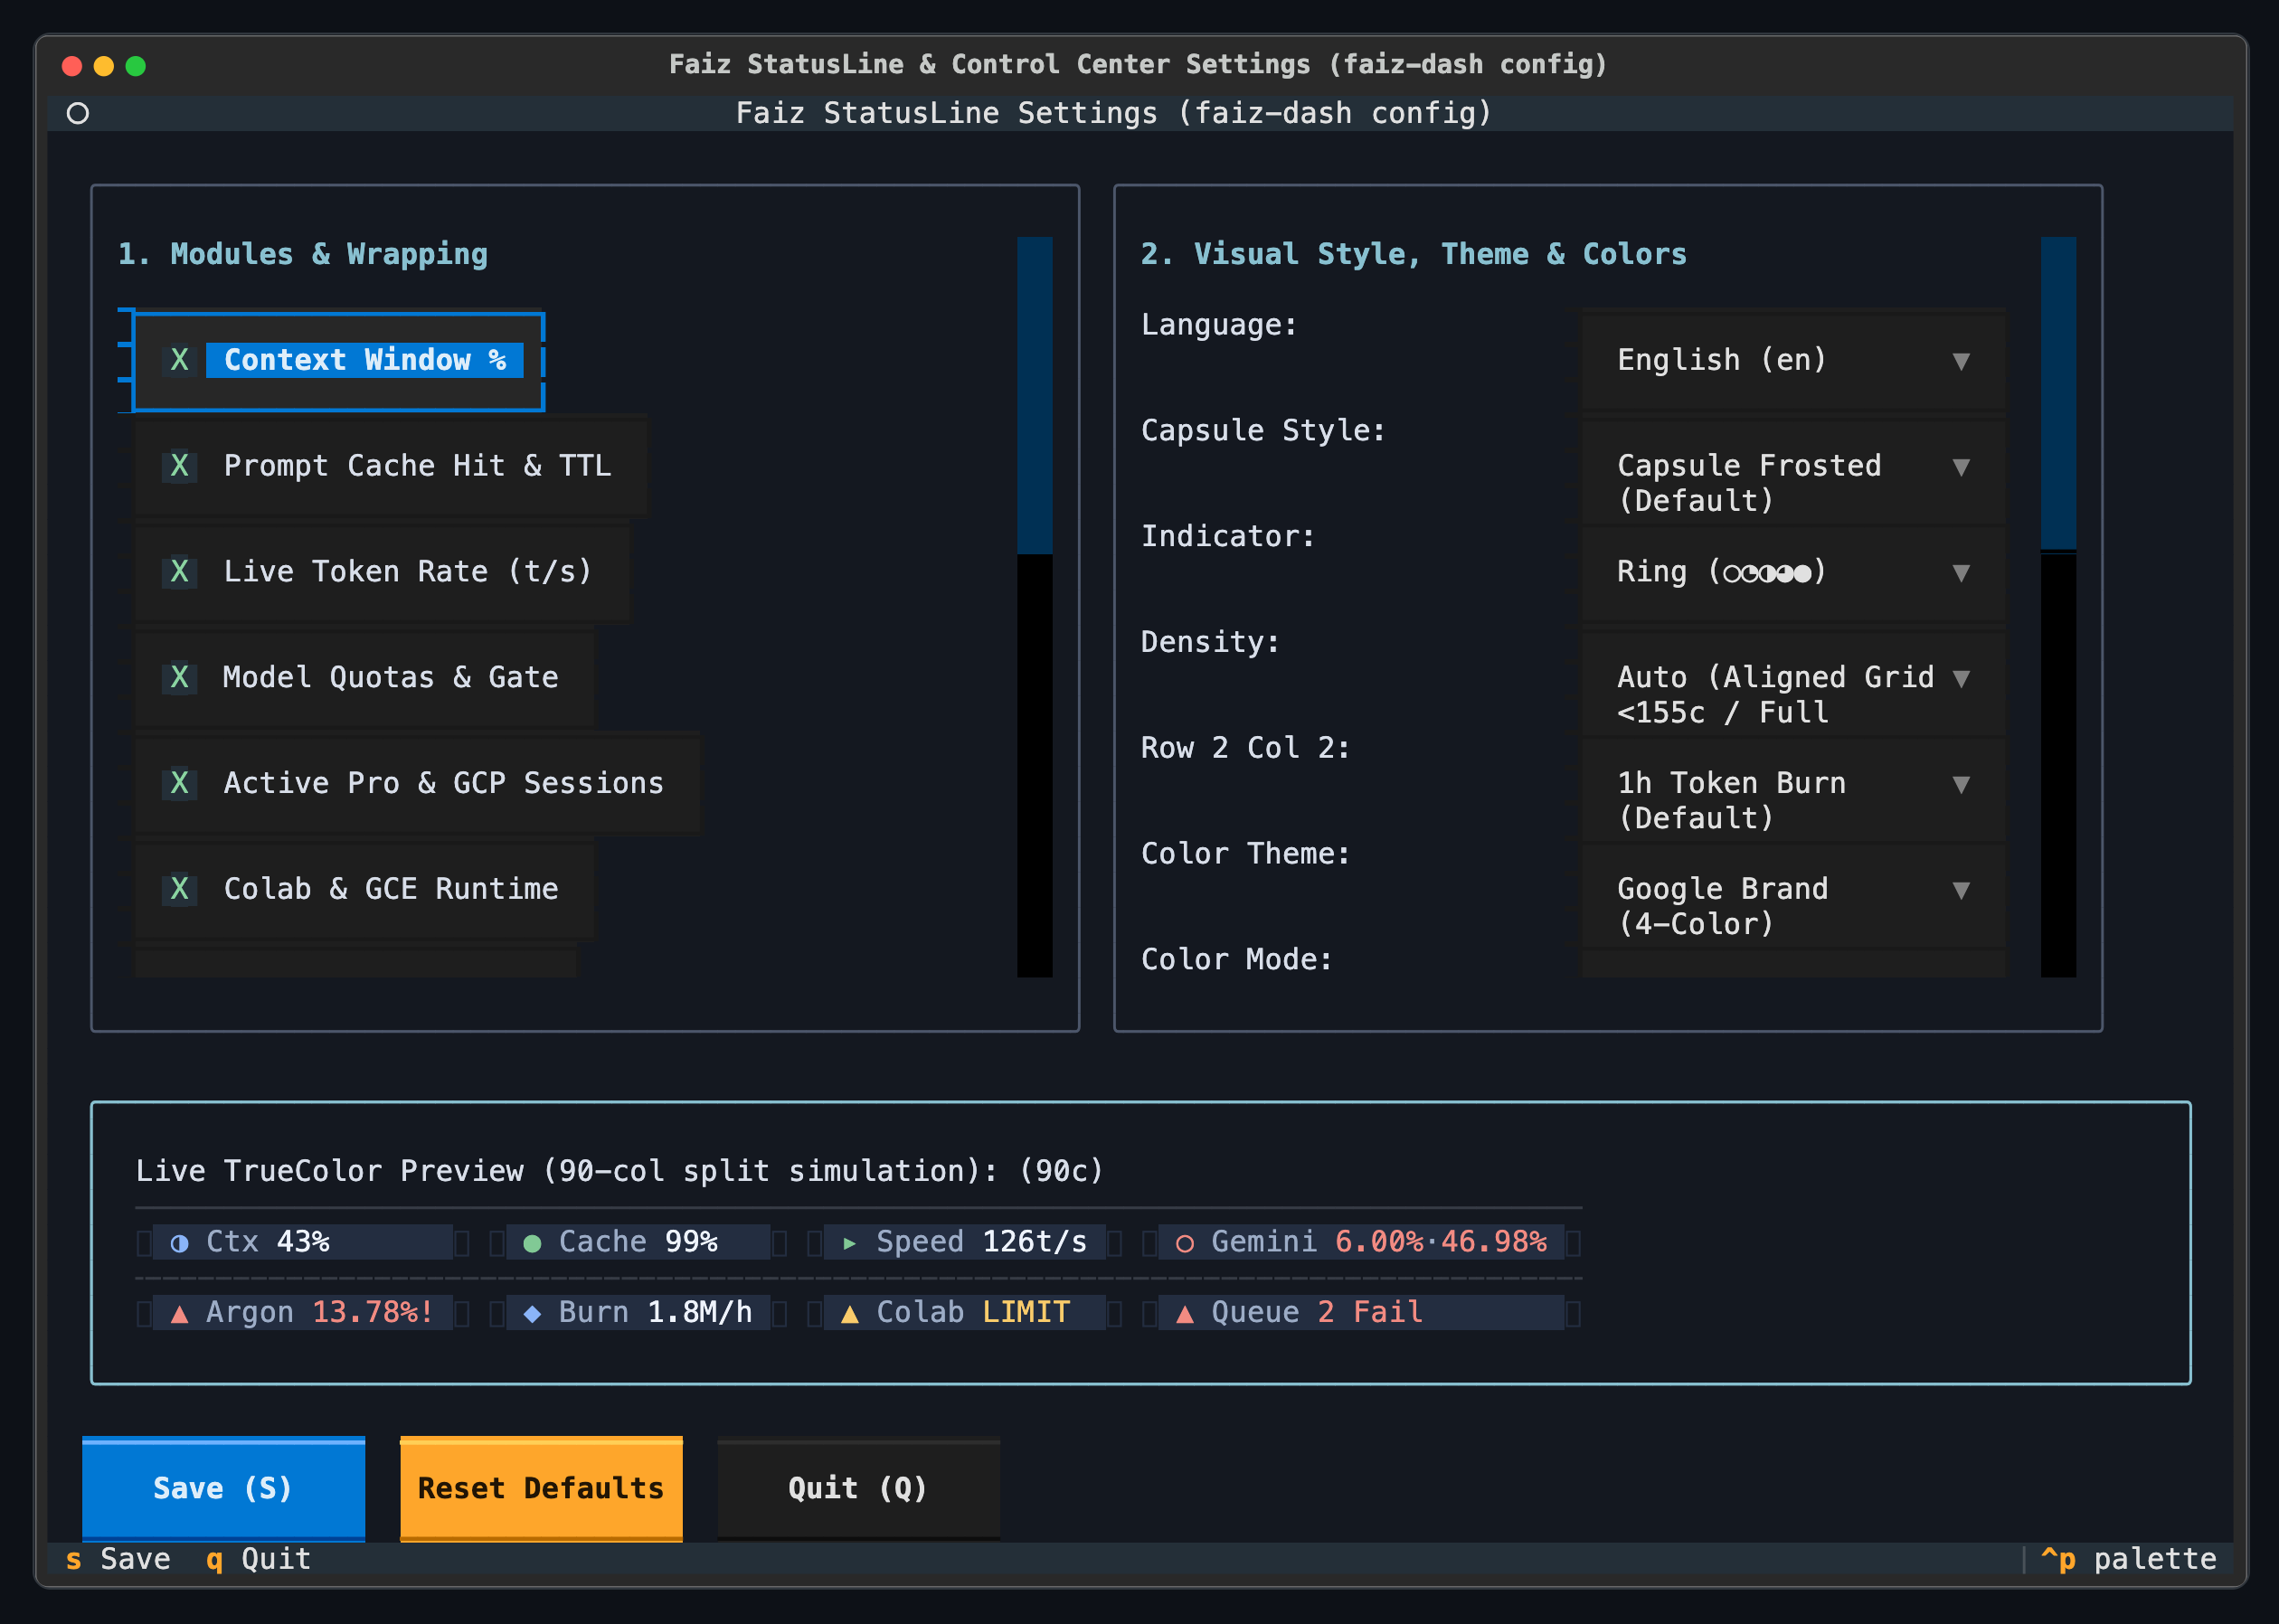 Faiz StatusLine & Control Center Settings (faiz-dash config)
Faiz StatusLine Settings (faiz-dash config)
1. Modules & Wrapping
X Context Window %
X Prompt Cache Hit & TTL
X Live Token Rate (t/s)
X Model Quotas & Gate
X Active Pro & GCP Sessions
X Colab & GCE Runtime
2. Visual Style, Theme & Colors
Language: English (en) ▼
Capsule Style: Capsule Frosted ▼
(Default)
Indicator: Ring (○◔◑◕●) ▼
Density: Auto (Aligned Grid ▼
<155c / Full
Row 2 Col 2: 1h Token Burn ▼
(Default)
Color Theme: Google Brand ▼
(4-Color)
Color Mode:
Live TrueColor Preview (90-col split simulation): (90c)
◑ Ctx 43% ● Cache 99% ▸ Speed 126t/s ○ Gemini 6.00%·46.98%
▲ Argon 13.78%! ◆ Burn 1.8M/h ▲ Colab LIMIT ▲ Queue 2 Fail
Save (S) Reset Defaults Quit (Q)
s Save q Quit ^p palette